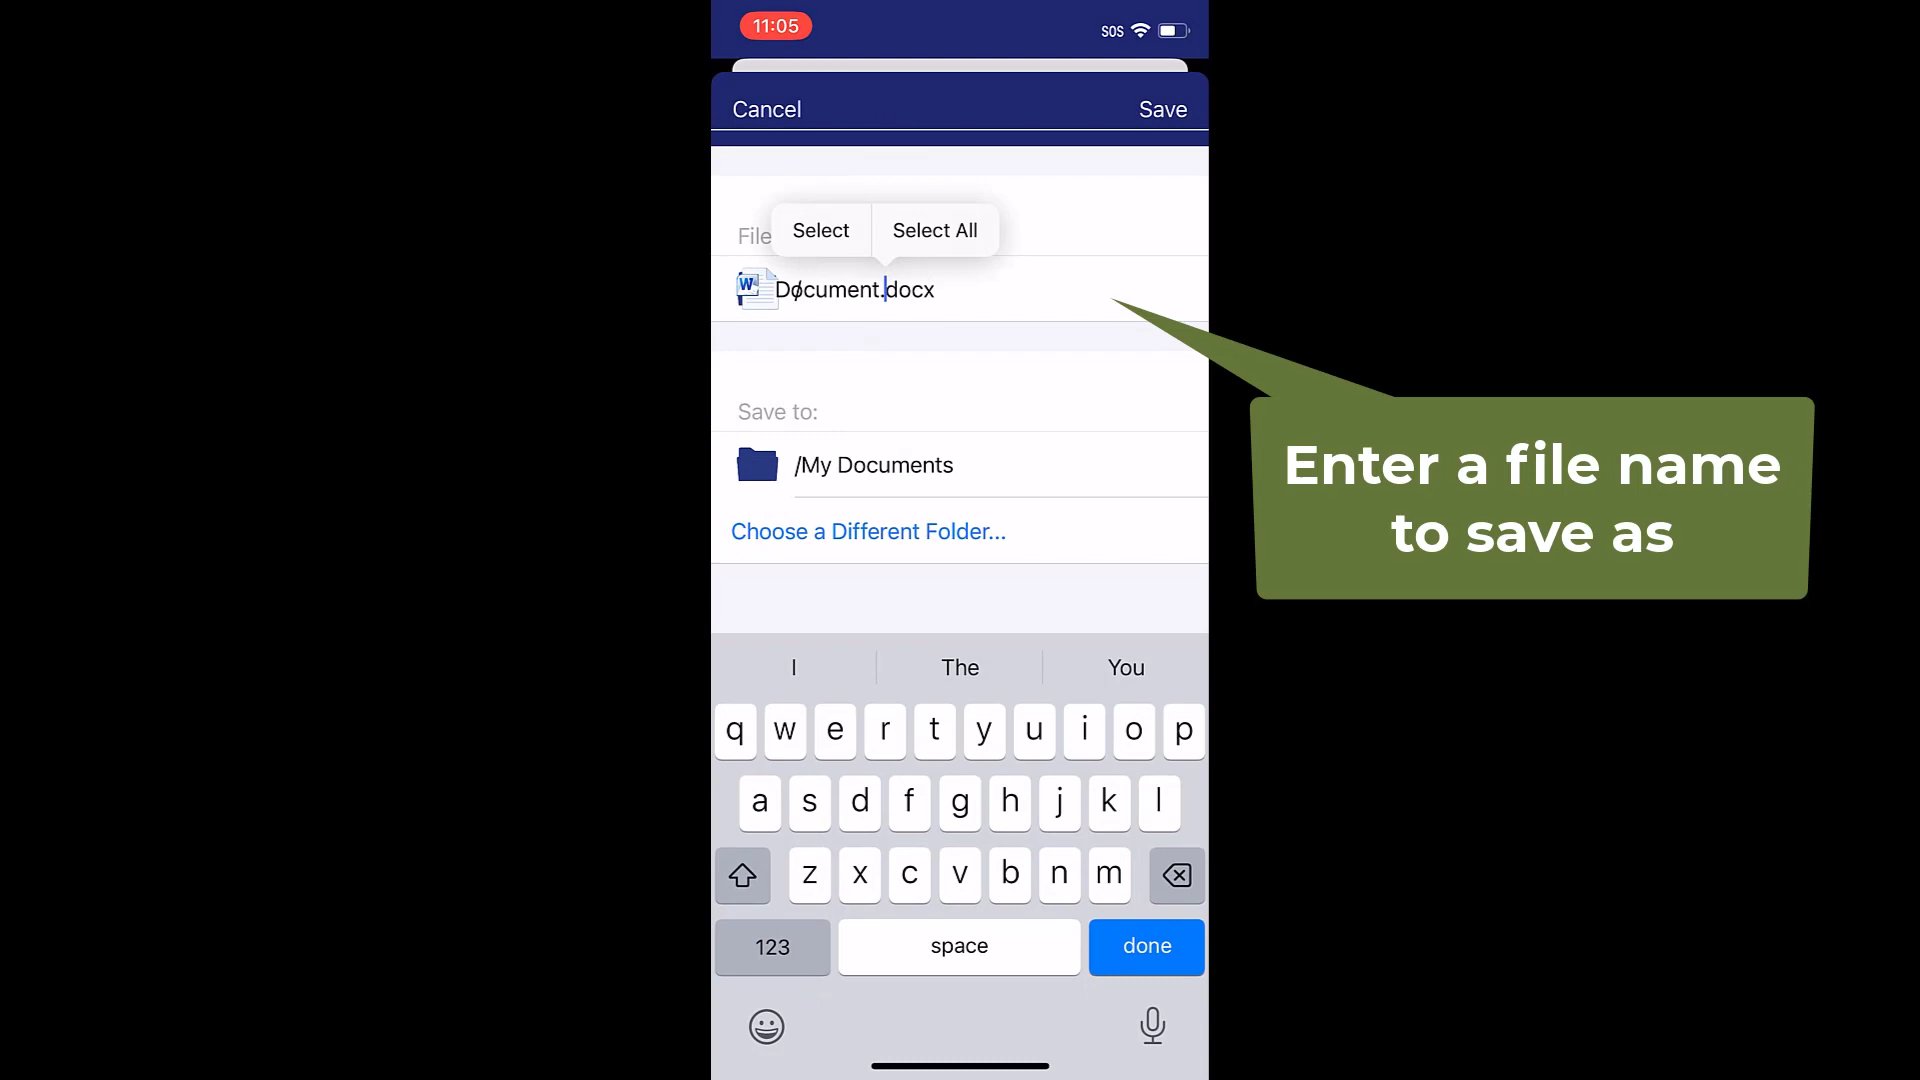 11:05 SOS
Cancel Save
File
Select Select All
W
Document.docx
Save to:
/My Documents
Choose a Different Folder...
Enter a file name
to save as
I The You
q w e r t y u i o p
a s d f g h j k l
z x c v b n m
123 space done